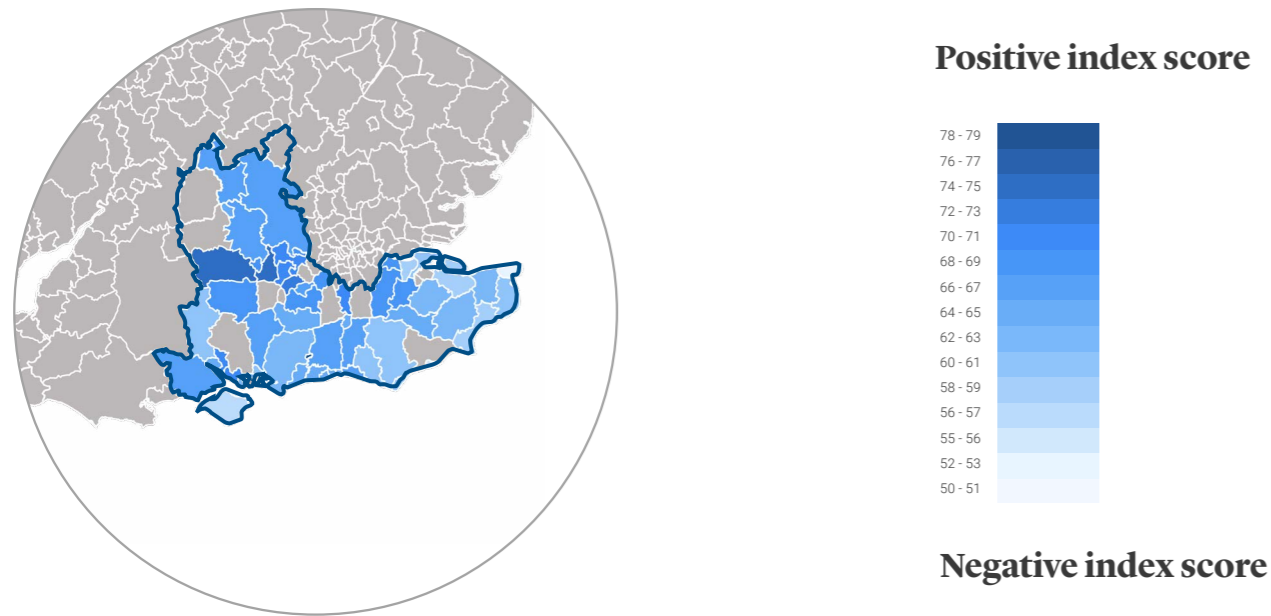 Positive index score
78 - 79
76 - 77
74 - 75
72 - 73
70 - 71
68 - 69
66 - 67
64 - 65
62 - 63
60 - 61
58 - 59
56 - 57
55 - 56
52 - 53
50 - 51
Negative index score